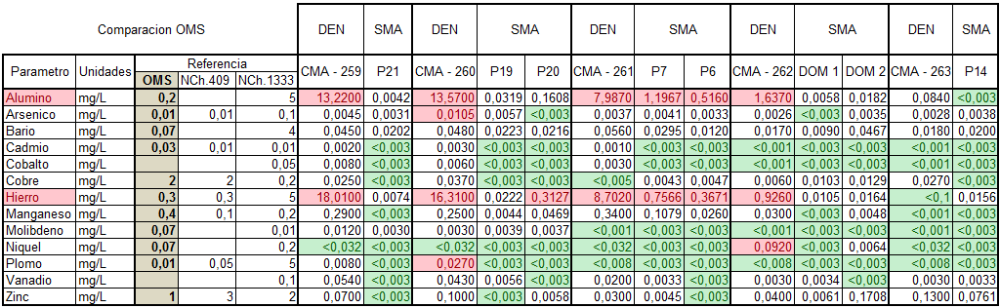 Comparacion OMS DEN SMA DEN SMA DEN SMA DEN SMA DEN SMA
Parametro Unidades Referencia CMA - 259 P21 CMA - 260 P19 P20 CMA - 261 P7 P6 CMA - 262 DOM 1 DOM 2 CMA - 263 P14
OMS NCh.409 NCh.1333
Alumino mg/L 0,2 5 13,2200 0,0042 13,5700 0,0319 0,1608 7,9870 1,1967 0,5160 1,6370 0,0058 0,0182 0,0840 <0,003
Arsenico mg/L 0,01 0,01 0,1 0,0045 0,0031 0,0105 0,0057 <0,003 0,0037 0,0041 0,0033 0,0026 <0,003 0,0035 0,0028 0,0038
Bario mg/L 0,07 4 0,0450 0,0202 0,0480 0,0223 0,0216 0,0560 0,0295 0,0120 0,0170 0,0090 0,0467 0,0180 0,0200
Cadmio mg/L 0,03 0,01 0,01 0,0020 <0,003 0,0030 <0,003 <0,003 0,0010 <0,003 <0,003 <0,001 <0,003 <0,003 <0,001 <0,003
Cobalto mg/L 0,05 0,0080 <0,003 0,0060 <0,003 <0,003 0,0030 <0,003 <0,003 <0,001 <0,003 <0,003 <0,001 <0,003
Cobre mg/L 2 2 0,2 0,0250 <0,003 0,0370 <0,003 <0,003 <0,005 0,0043 0,0047 0,0060 0,0103 0,0129 0,0270 <0,003
Hierro mg/L 0,3 0,3 5 18,0100 0,0074 16,3100 0,0222 0,3127 8,7020 0,7566 0,3671 0,9260 0,0105 0,0164 <0,1 0,0156
Manganeso mg/L 0,4 0,1 0,2 0,2900 <0,003 0,2500 0,0044 0,0469 0,3400 0,1079 0,0260 0,0300 <0,003 0,0048 <0,001 <0,003
Molibdeno mg/L 0,07 0,01 0,0120 0,0030 0,0030 0,0039 0,0037 <0,001 <0,003 <0,003 <0,001 <0,003 <0,003 <0,001 <0,003
Niquel mg/L 0,07 0,2 <0,032 <0,003 <0,032 <0,003 <0,003 <0,032 <0,003 <0,003 0,0920 <0,003 0,0064 <0,032 <0,003
Plomo mg/L 0,01 0,05 5 0,0080 <0,003 0,0270 <0,003 <0,003 <0,008 <0,003 <0,003 <0,008 <0,003 <0,003 <0,008 <0,003
Vanadio mg/L 0,1 0,0540 <0,003 0,0430 0,0056 <0,003 0,0200 0,0033 <0,003 0,0030 0,0034 <0,003 0,0030 0,0033
Zinc mg/L 1 3 2 0,0700 <0,003 0,1000 <0,003 0,0058 0,0300 0,0045 <0,003 0,0400 0,0061 0,1708 0,1300 0,0761